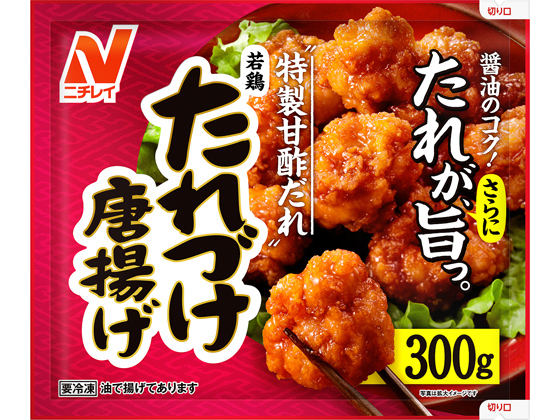 切り口
ニチレイ
醤油のコク!
たれが、さらに旨っ。
"特製甘酢だれ"
若鶏
たれづけ
唐揚げ
300g
写真は拡大イメージです
要冷凍 油で揚げてあります
切り口